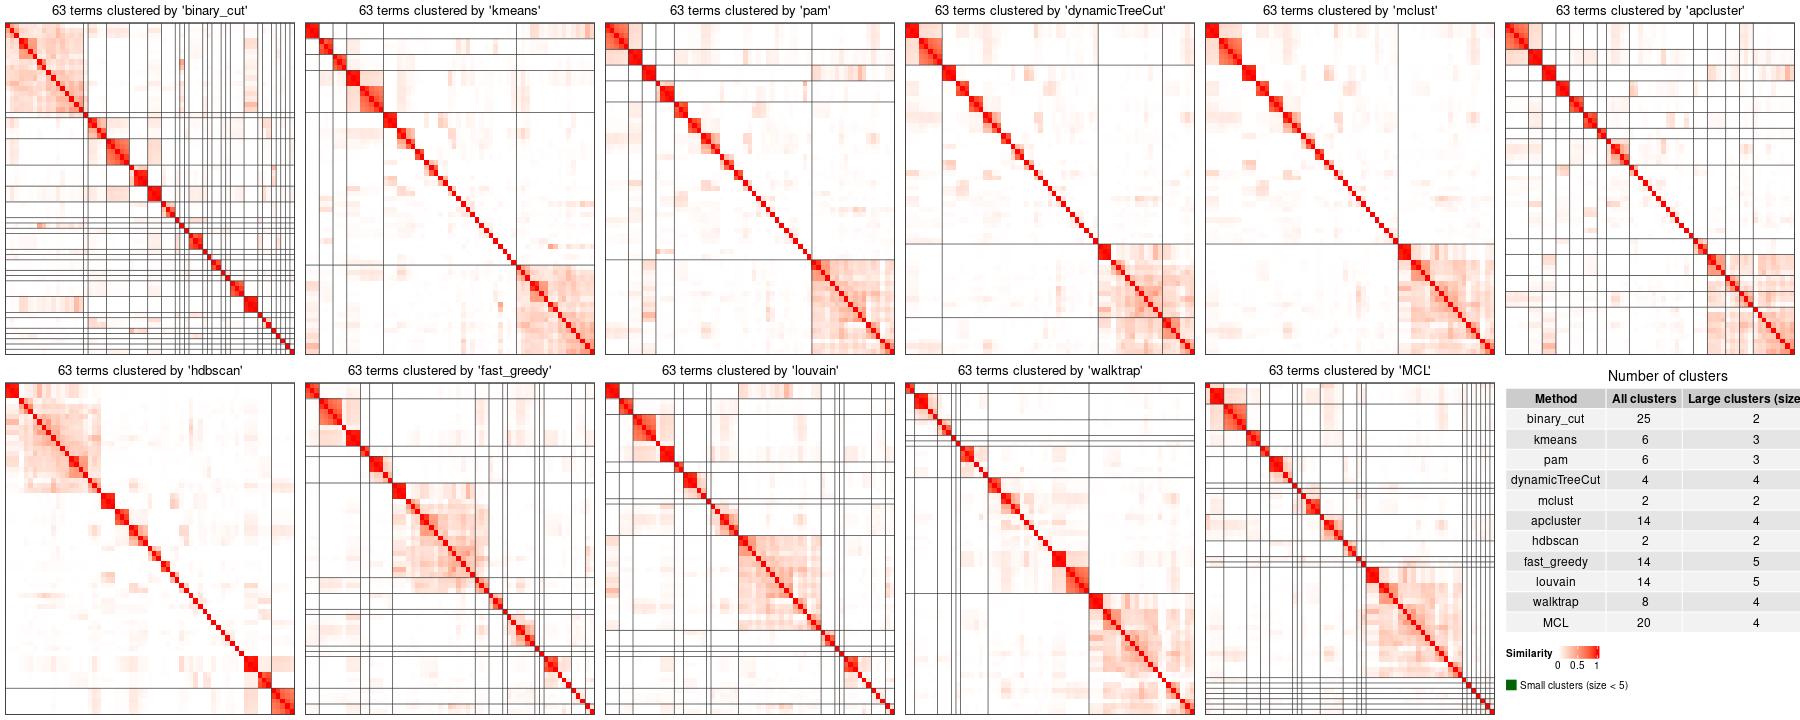 63 terms clustered by 'binary_cut'
63 terms clustered by 'kmeans'
63 terms clustered by 'pam'
63 terms clustered by 'dynamicTreeCut'
63 terms clustered by 'mclust'
63 terms clustered by 'apcluster'
63 terms clustered by 'hdbscan'
63 terms clustered by 'fast_greedy'
63 terms clustered by 'louvain'
63 terms clustered by 'walktrap'
63 terms clustered by 'MCL'
Number of clusters
Method All clusters Large clusters (size
binary_cut 25 2
kmeans 6 3
pam 6 3
dynamicTreeCut 4 4
mclust 2 2
apcluster 14 4
hdbscan 2 2
fast_greedy 14 5
louvain 14 5
walktrap 8 4
MCL 20 4
Similarity
0 0.5 1
Small clusters (size < 5)